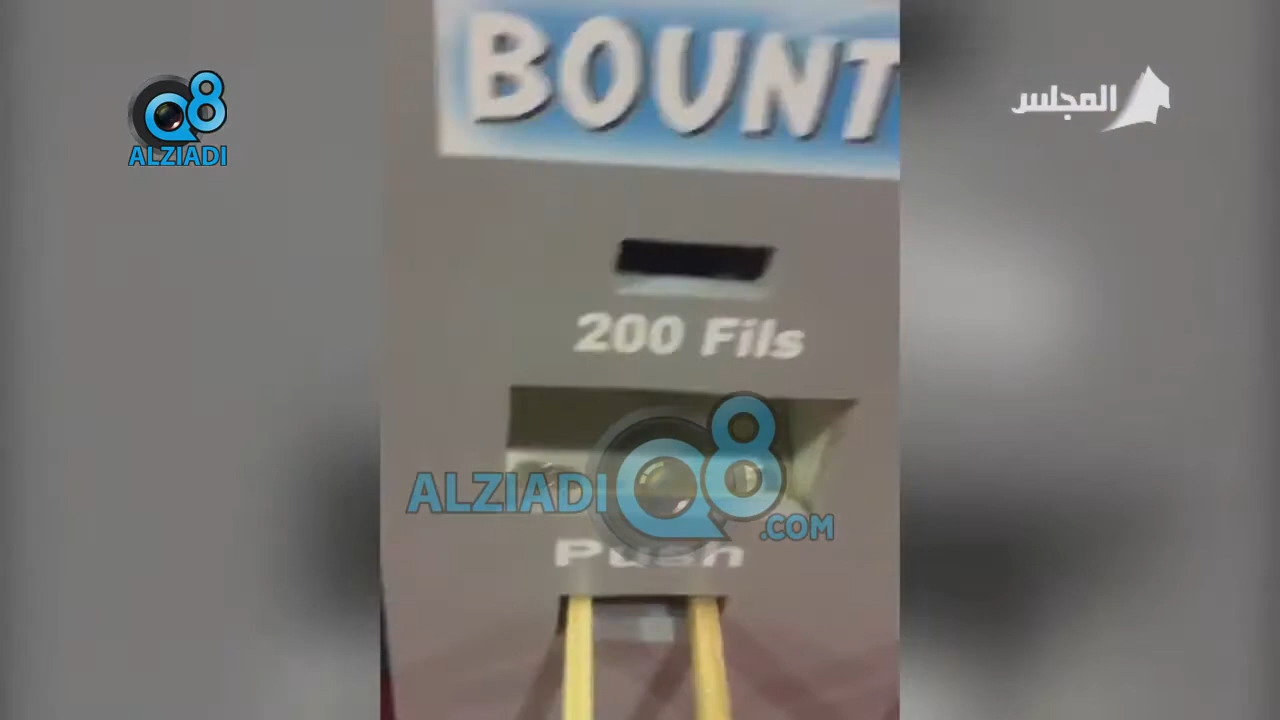 BOUNT
Q8
ALZIADI
المجلس
200 Fils
ALZIADI Q8
.COM
Push